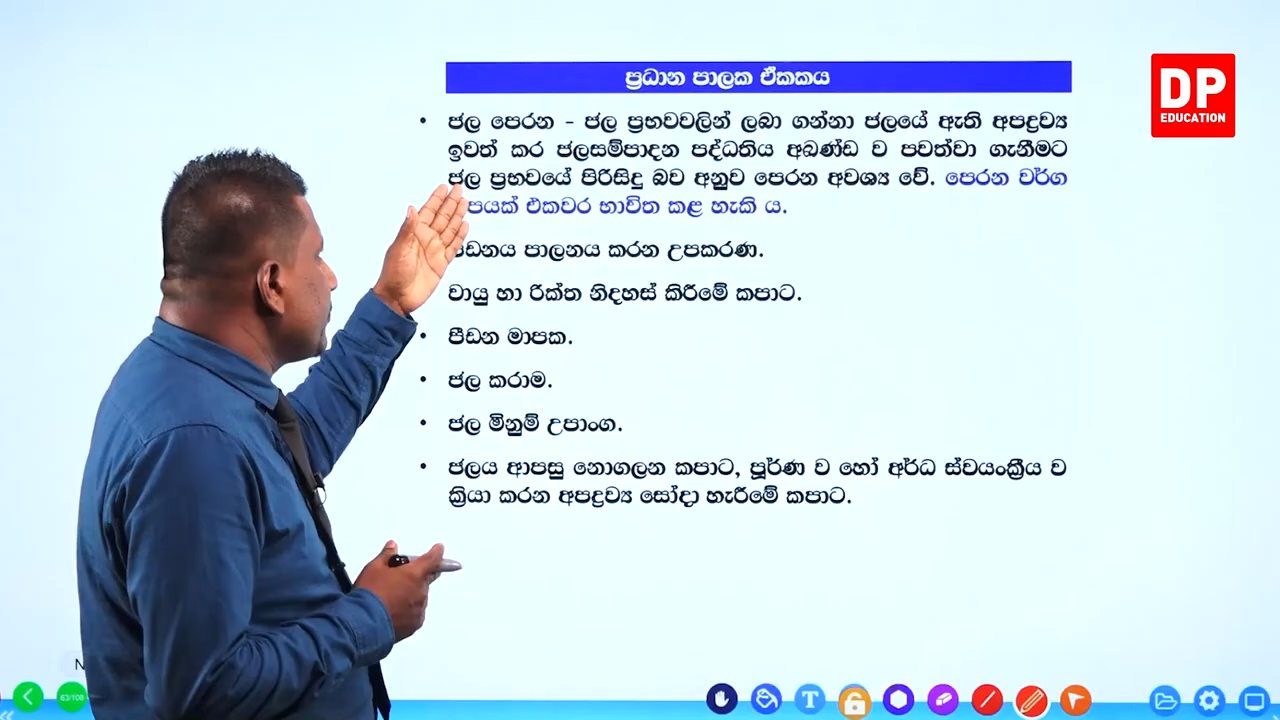 ප්‍රධාන පාලක ඒකකය
DP
EDUCATION
• ජල පෙරන - ජල ප්‍රභවවලින් ලබා ගන්නා ජලයේ ඇති අපද්‍රව්‍ය
ඉවත් කර ජලසම්පාදන පද්ධතිය අඛණ්ඩ ව පවත්වා ගැනීමට
ජල ප්‍රභවයේ පිරිසිදු බව අනුව පෙරන අවශ්‍ය වේ. පෙරන වර්ග
එකවර භාවිත කළ හැකි ය.
පාලනය කරන උපකරණ.
වායු හා රික්ත නිදහස් කිරීමේ කපාට.
• පීඩන මාපක.
• ජල කරාම.
• ජල මිනුම් උපාංග.
• ජලය ආපසු නොගලන කපාට, පූර්ණ ව හෝ අර්ධ ස්වයංක්‍රීය ව
ක්‍රියා කරන අපද්‍රව්‍ය සෝදා හැරීමේ කපාට.
63/108